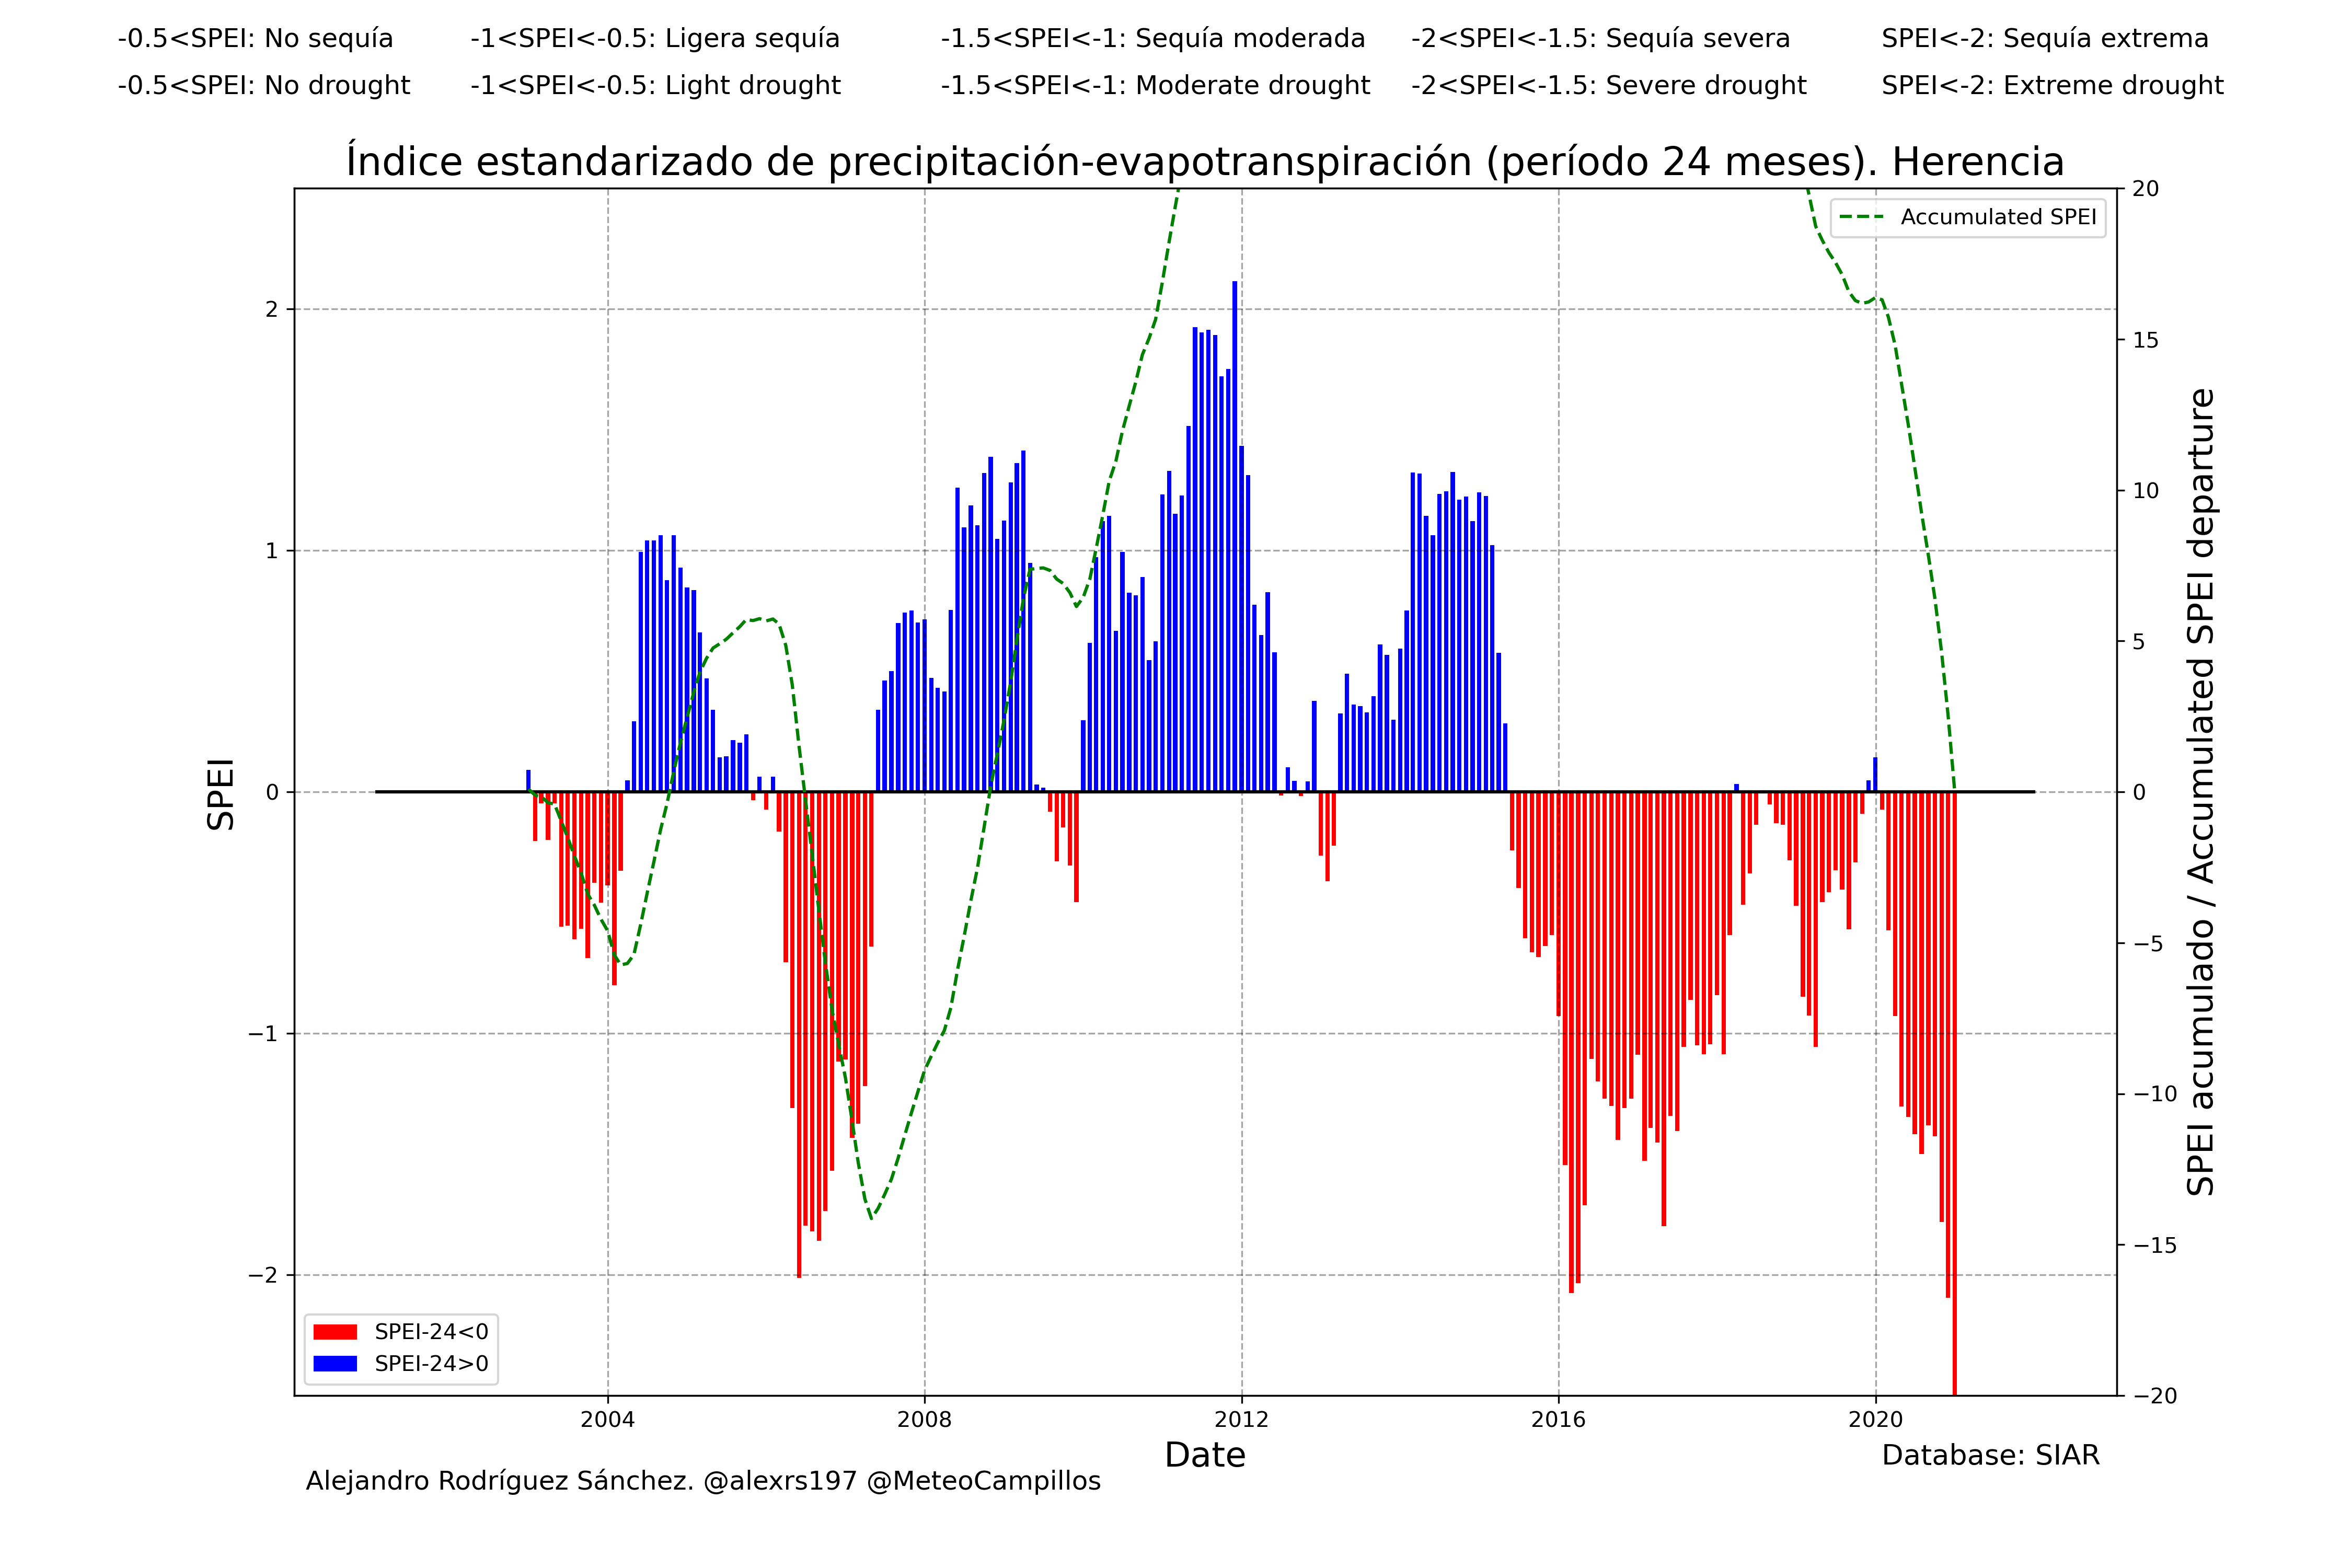 -0.5<SPEI: No sequía -1<SPEI<-0.5: Ligera sequía -1.5<SPEI<-1: Sequía moderada -2<SPEI<-1.5: Sequía severa SPEI<-2: Sequía extrema
-0.5<SPEI: No drought -1<SPEI<-0.5: Light drought -1.5<SPEI<-1: Moderate drought -2<SPEI<-1.5: Severe drought SPEI<-2: Extreme drought
Índice estandarizado de precipitación-evapotranspiración (período 24 meses). Herencia
Accumulated SPEI
SPEI
2
1
0
−1
−2
20
15
10
5
0
−5
−10
−15
−20
SPEI acumulado / Accumulated SPEI departure
SPEI-24<0
SPEI-24>0
2004 2008 2012 2016 2020
Date
Database: SIAR
Alejandro Rodríguez Sánchez. @alexrs197 @MeteoCampillos